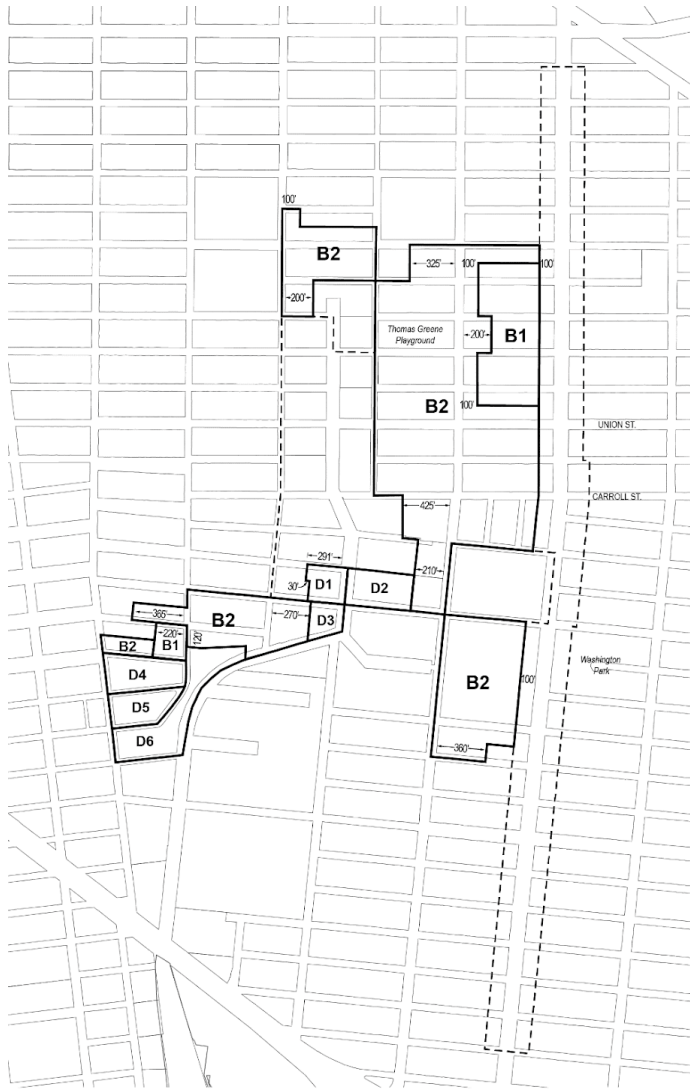 100'
B2
325'
100'
100'
200'
Thomas Greene
Playground
200'
B1
B2
100'
UNION ST.
CARROLL ST.
425'
291'
30'
D1
D2
210'
365'
B2
270'
D3
220'
120'
B2
B1
D4
Washington
Park
B2
100'
D5
D6
360'